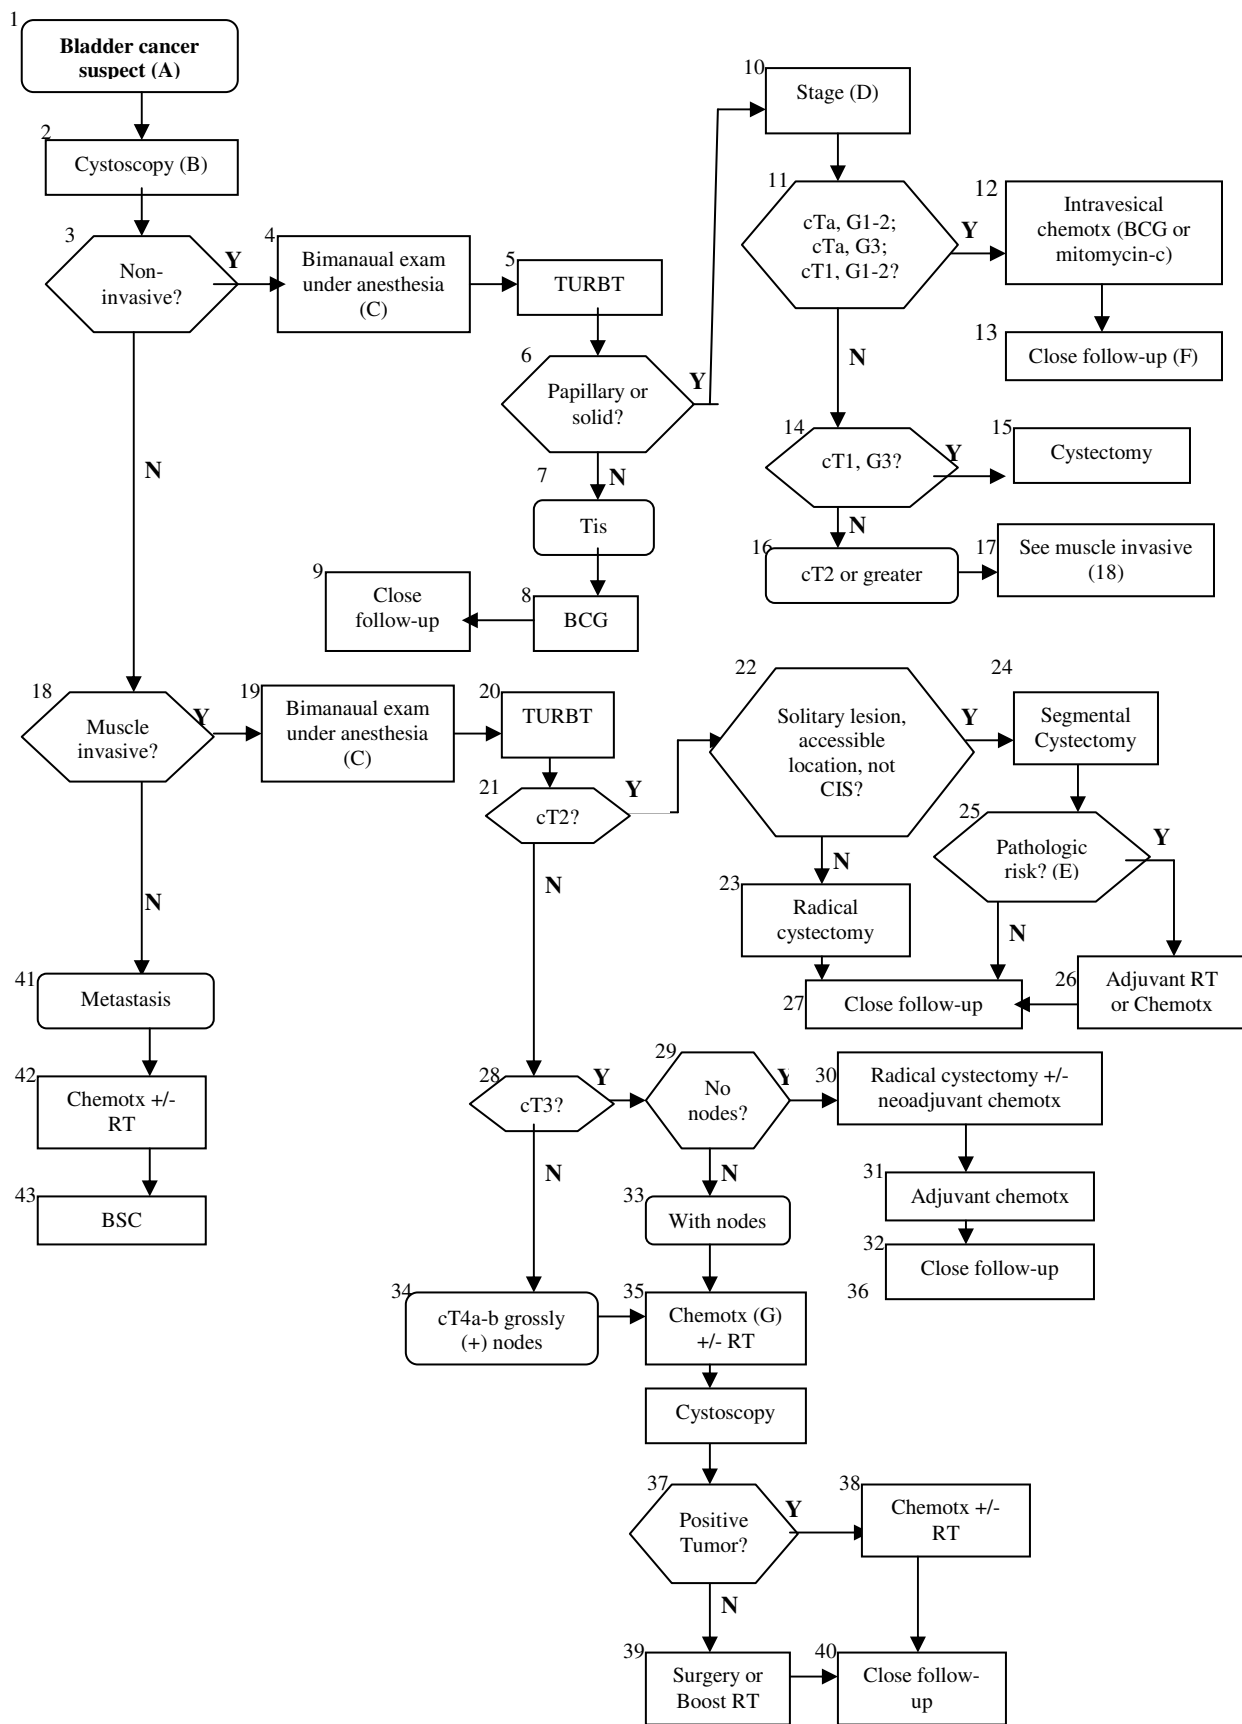 1
Bladder cancer
suspect (A)
2
Cystoscopy (B)
3
Non-
invasive?
Y
4
Bimanaual exam
under anesthesia
(C)
5
TURBT
6
Papillary or
solid?
Y
N
7
Tis
8
BCG
9
Close
follow-up
10
Stage (D)
11
cTa, G1-2;
cTa, G3;
cT1, G1-2?
Y
12
Intravesical
chemotx (BCG or
mitomycin-c)
13
Close follow-up (F)
N
14
cT1, G3?
Y
15
Cystectomy
N
16
cT2 or greater
17
See muscle invasive
(18)
N
18
Muscle
invasive?
Y
19
Bimanaual exam
under anesthesia
(C)
20
TURBT
21
cT2?
Y
22
Solitary lesion,
accessible
location, not
CIS?
Y
24
Segmental
Cystectomy
N
23
Radical
cystectomy
25
Pathologic
risk? (E)
Y
N
26
Adjuvant RT
or Chemotx
27
Close follow-up
N
28
cT3?
Y
29
No
nodes?
Y
30
Radical cystectomy +/-
neoadjuvant chemotx
31
Adjuvant chemotx
32
Close follow-up
36
N
33
With nodes
N
34
cT4a-b grossly
(+) nodes
35
Chemotx (G)
+/- RT
Cystoscopy
37
Positive
Tumor?
Y
38
Chemotx +/-
RT
N
39
Surgery or
Boost RT
40
Close follow-
up
N
41
Metastasis
42
Chemotx +/-
RT
43
BSC